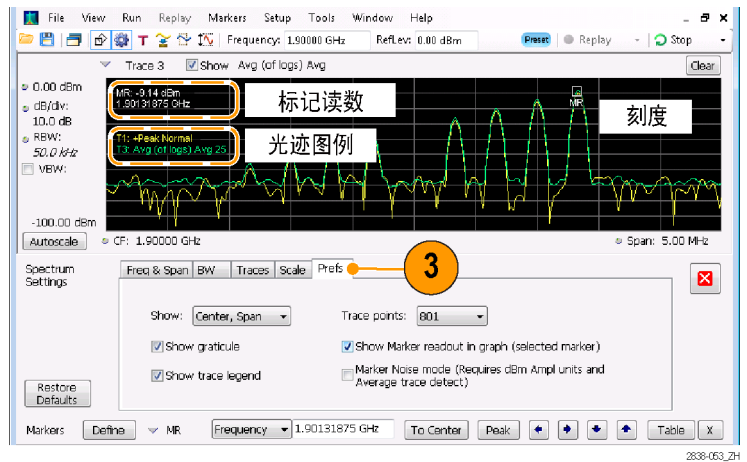 File View Run Replay Markers Setup Tools Window Help
T Frequency: 1.90000 GHz RefLev: 0.00 dBm Preset Replay Stop
Trace 3 Show Avg (of logs) Avg Clear
0.00 dBm
dB/div:
10.0 dB
RBW:
50.0 kHz
VBW:
-100.00 dBm
MR: -9.14 dBm
1.90131875 GHz
标记读数
T1: +Peak Normal
T3: Avg (of logs) Avg 25
光迹图例
MR
刻度
Autoscale CF: 1.90000 GHz Span: 5.00 MHz
Spectrum
Settings
Freq & Span BW Traces Scale Prefs
3
Show: Center, Span Trace points: 801
Show graticule Show Marker readout in graph (selected marker)
Show trace legend Marker Noise mode (Requires dBm Ampl units and
Average trace detect)
Restore
Defaults
Markers Define MR Frequency 1.90131875 GHz To Center Peak Table X
2838-053_ZH